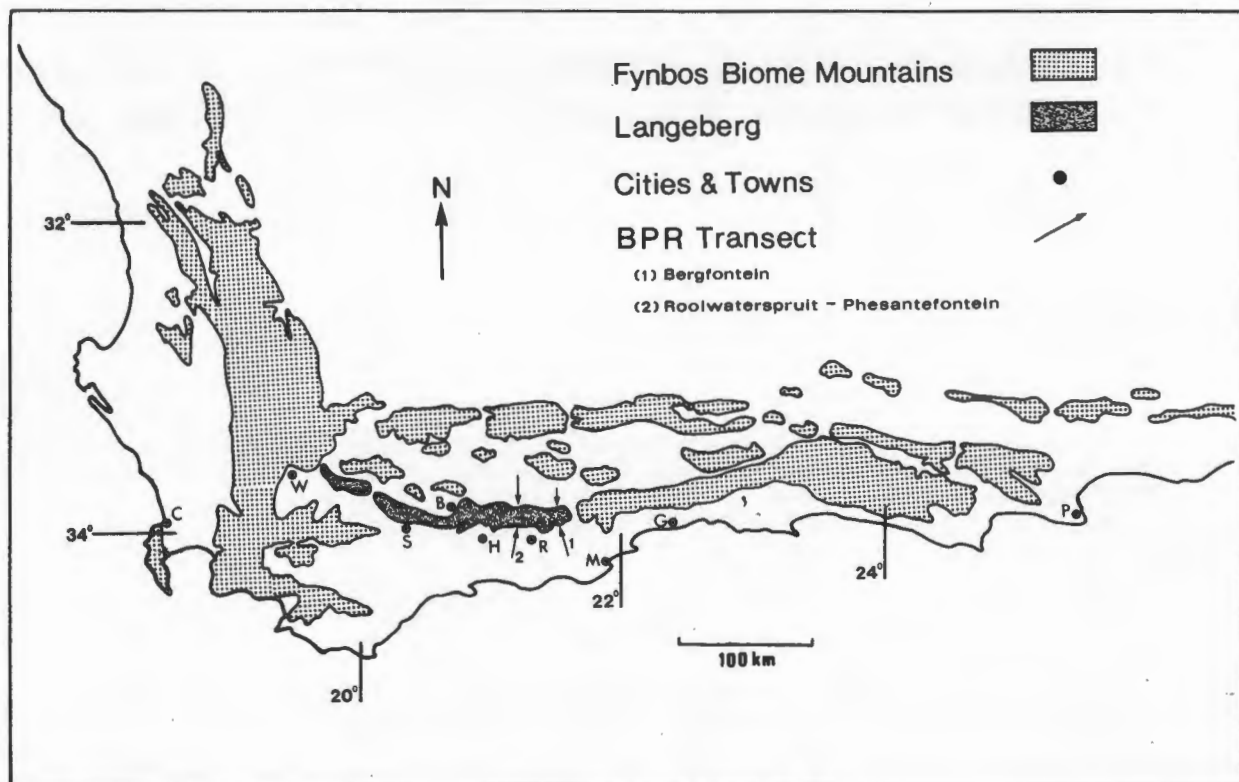 Fynbos Biome Mountains
Langeberg
N
Cities & Towns
32°
BPR Transect
(1) Bergfontein
(2) Rooiwaterspruit - Phesantefontein
W
B
C
34°
S
H
R
1
2
M
G
P
22°
24°
100 km
20°